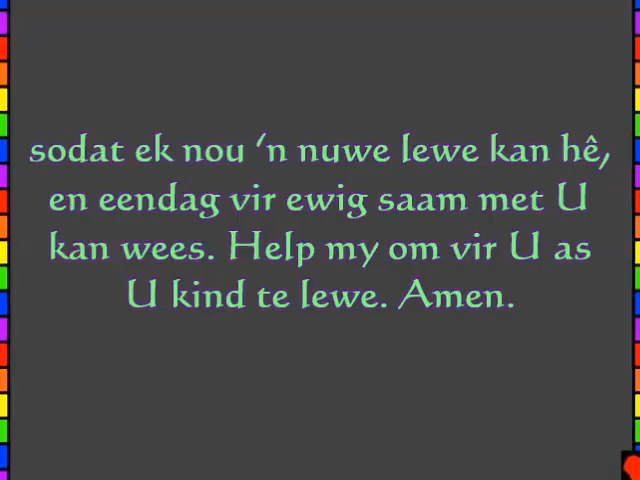 sodat ek nou ‘n nuwe lewe kan hê,
en eendag vir ewig saam met U
kan wees. Help my om vir U as
U kind te lewe. Amen.